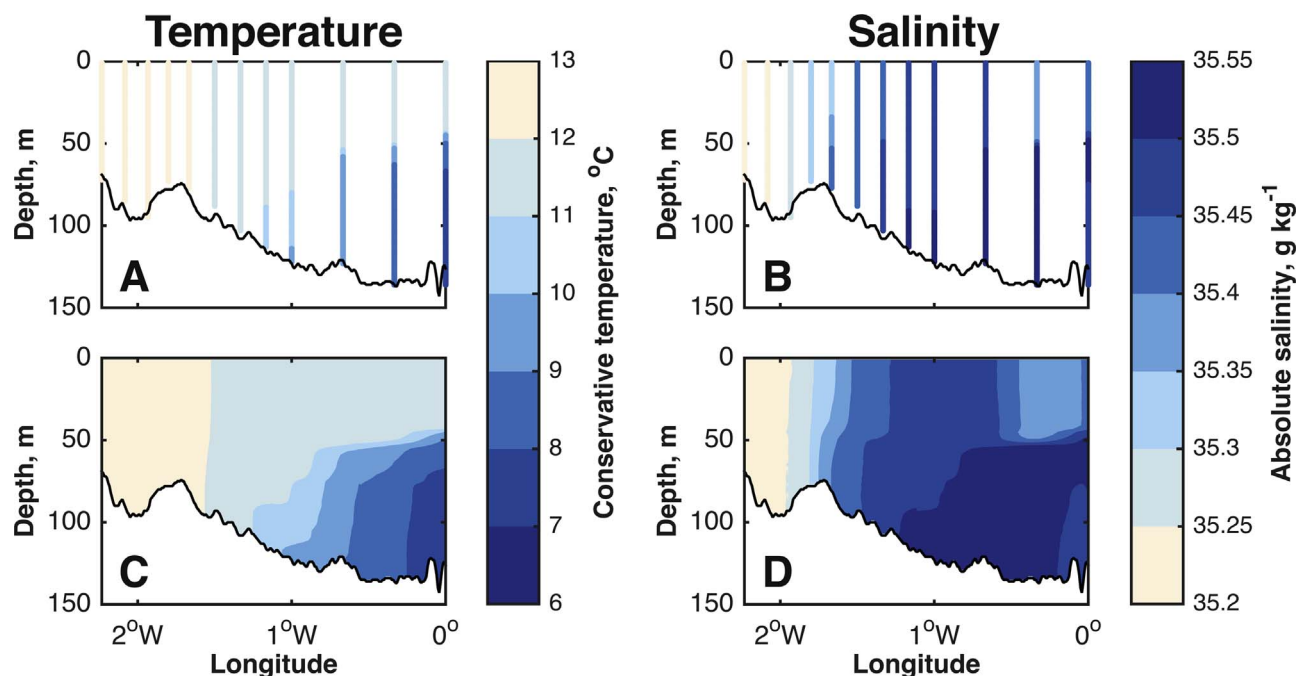 Temperature
Salinity
0
50
100
150
Depth, m
A
0
50
100
150
Depth, m
B
0
50
100
150
Depth, m
C
2°W
1°W
0°
Longitude
13
12
11
10
9
8
7
6
Conservative temperature, °C
0
50
100
150
Depth, m
D
2°W
1°W
0°
Longitude
35.55
35.5
35.45
35.4
35.35
35.3
35.25
35.2
Absolute salinity, g kg⁻¹